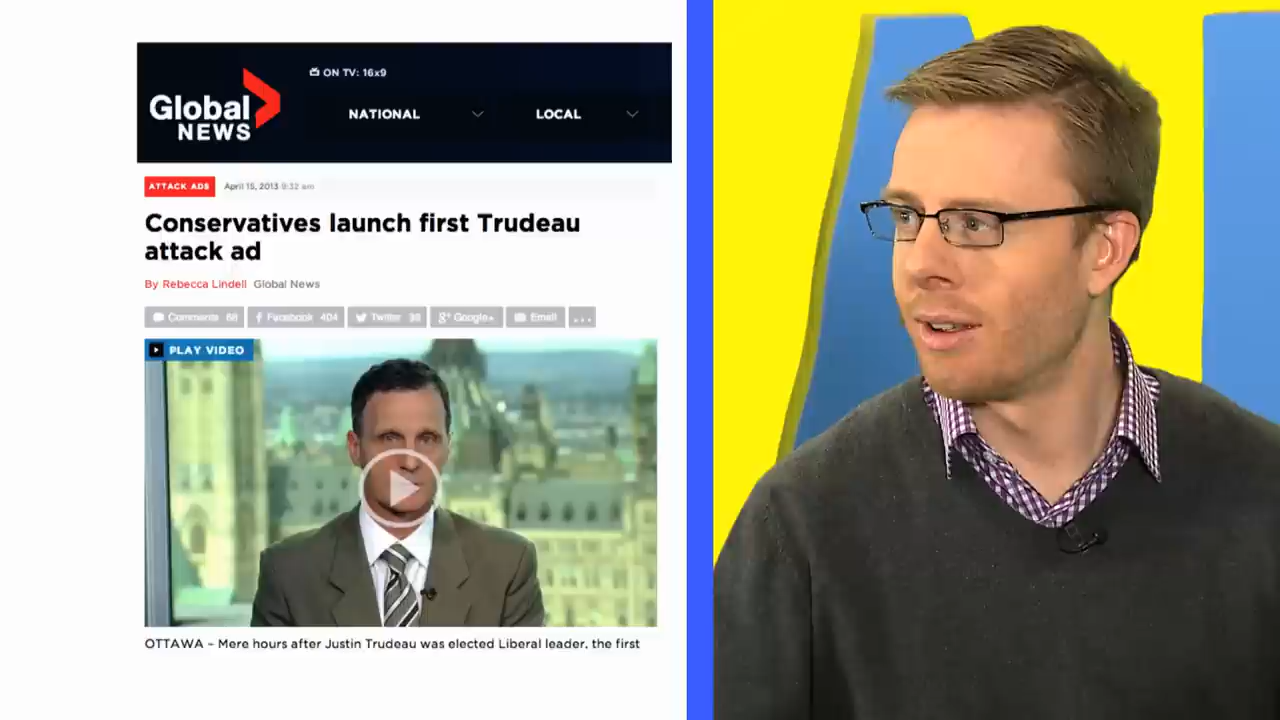 ON TV: 16x9
Global
NEWS
NATIONAL
LOCAL
ATTACK ADS April 15, 2013 9:32 am
Conservatives launch first Trudeau
attack ad
By Rebecca Lindell Global News
Comments 68 Facebook 404 Twitter Google+ Email ...
PLAY VIDEO
OTTAWA – Mere hours after Justin Trudeau was elected Liberal leader, the first